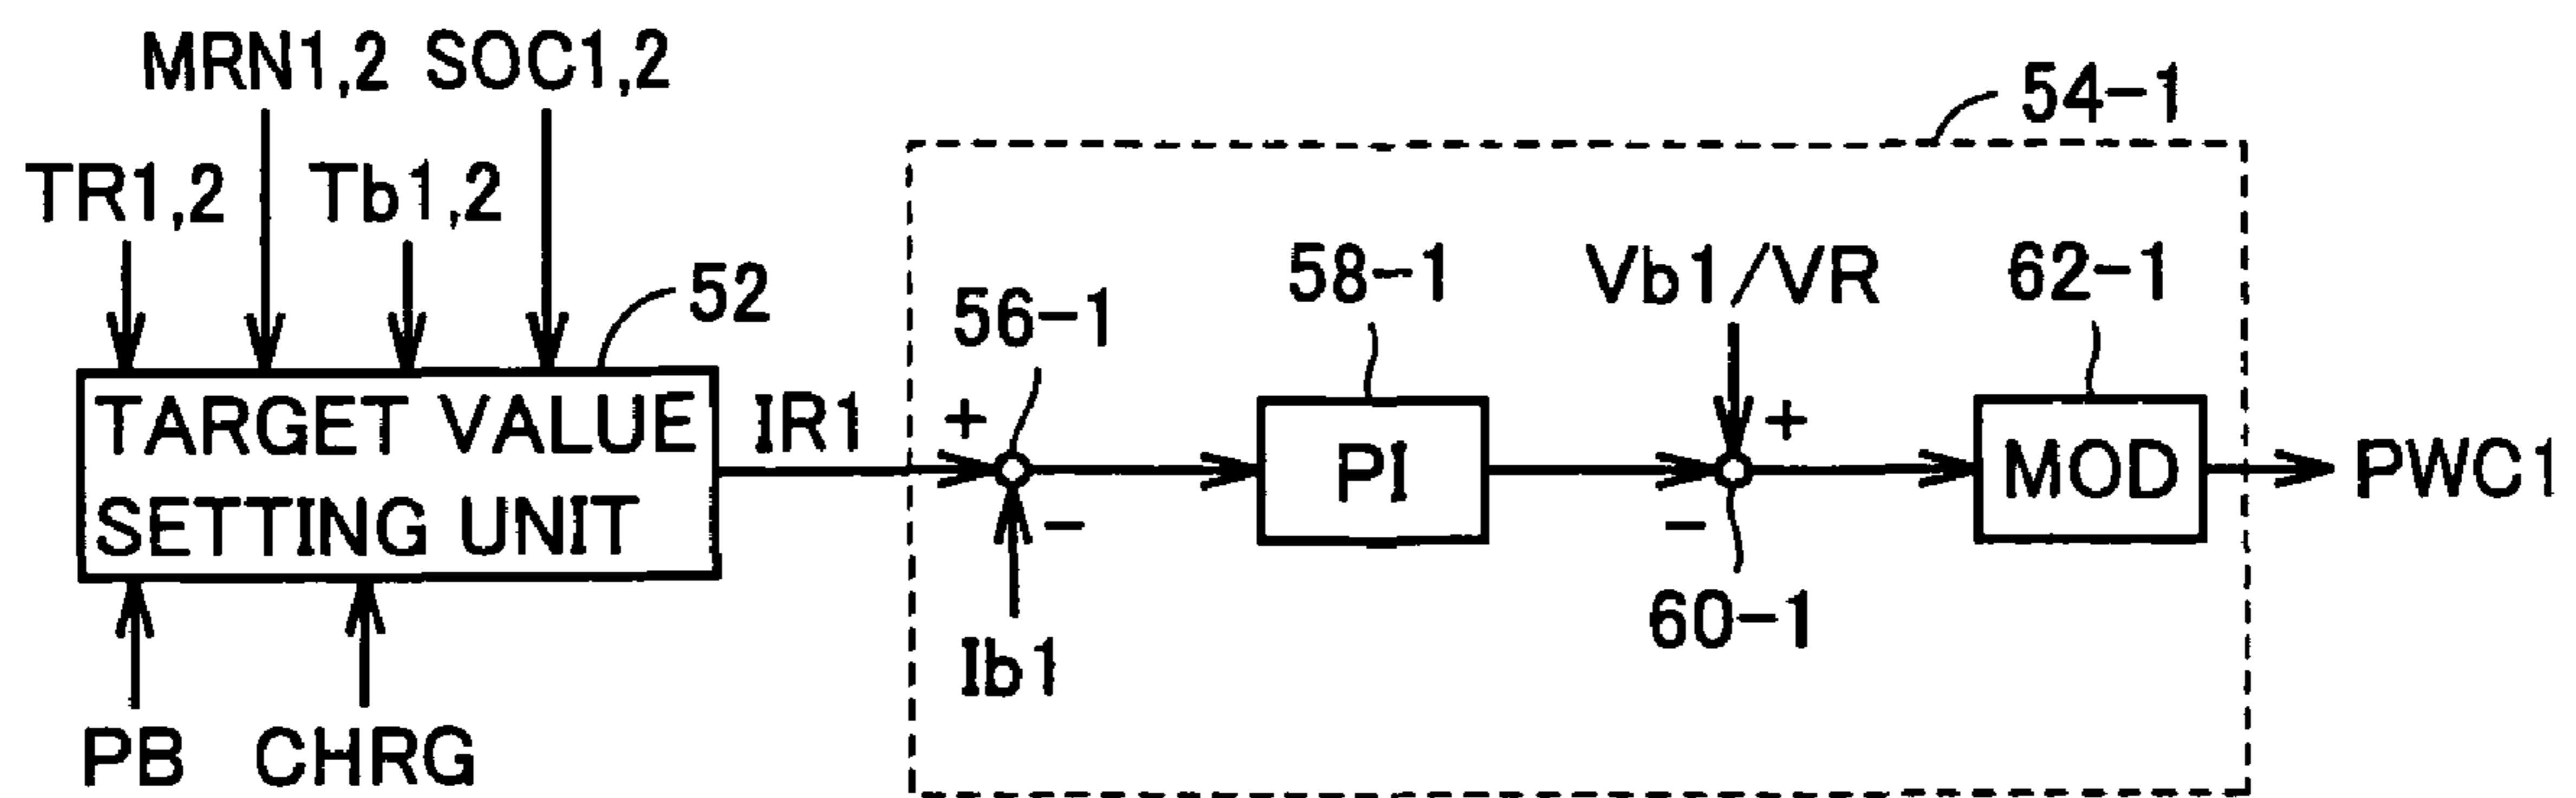 MRN1,2 SOC1,2
TR1,2 Tb1,2
52
54-1
56-1
58-1
Vb1/VR
62-1
TARGET VALUE
SETTING UNIT
IR1
+
−
PI
+
−
MOD
PWC1
Ib1
60-1
PB CHRG